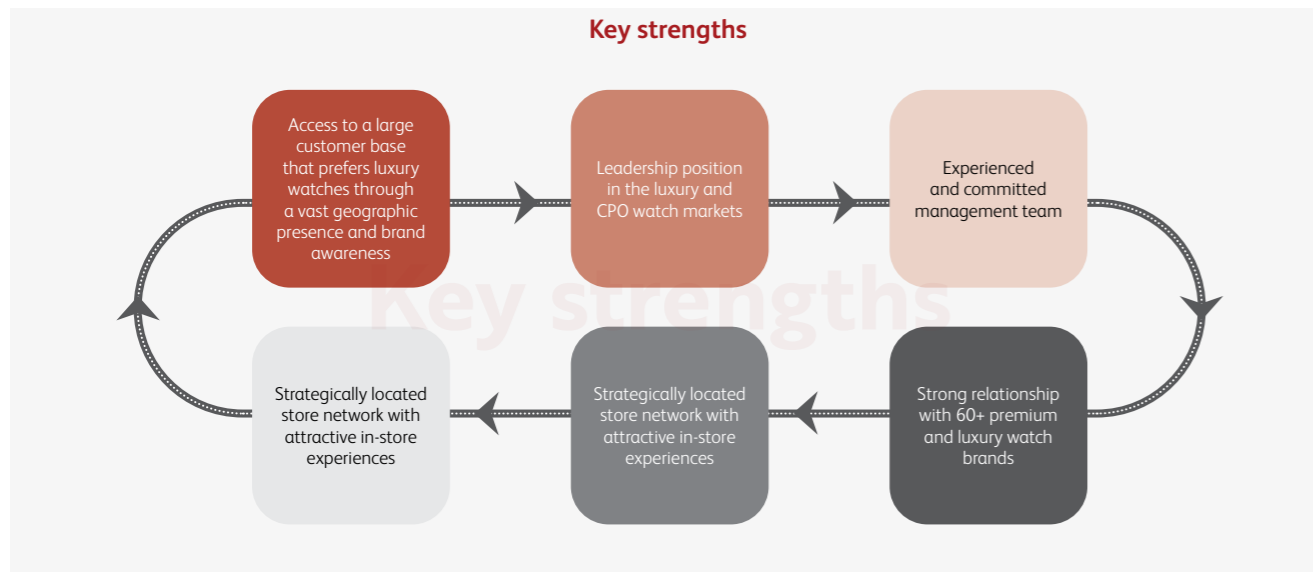 Key strengths
Access to a large
customer base
that prefers luxury
watches through
a vast geographic
presence and brand
awareness
Leadership position
in the luxury and
CPO watch markets
Experienced
and committed
management team
Key strengths
Strong relationship
with 60+ premium
and luxury watch
brands
Strategically located
store network with
attractive in-store
experiences
Strategically located
store network with
attractive in-store
experiences